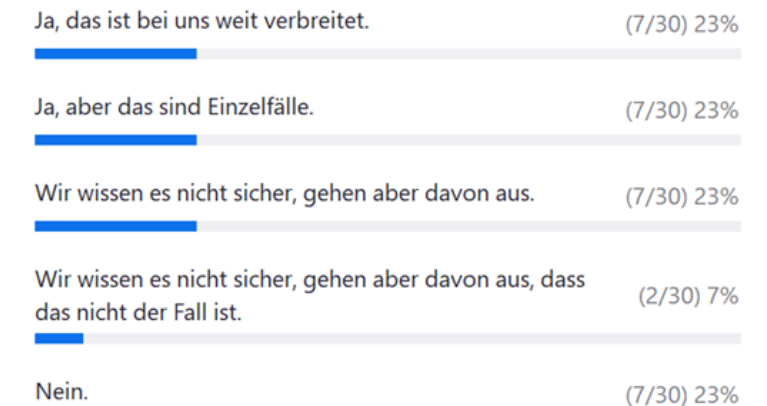 Ja, das ist bei uns weit verbreitet. (7/30) 23%
Ja, aber das sind Einzelfälle. (7/30) 23%
Wir wissen es nicht sicher, gehen aber davon aus. (7/30) 23%
Wir wissen es nicht sicher, gehen aber davon aus, dass
das nicht der Fall ist. (2/30) 7%
Nein. (7/30) 23%